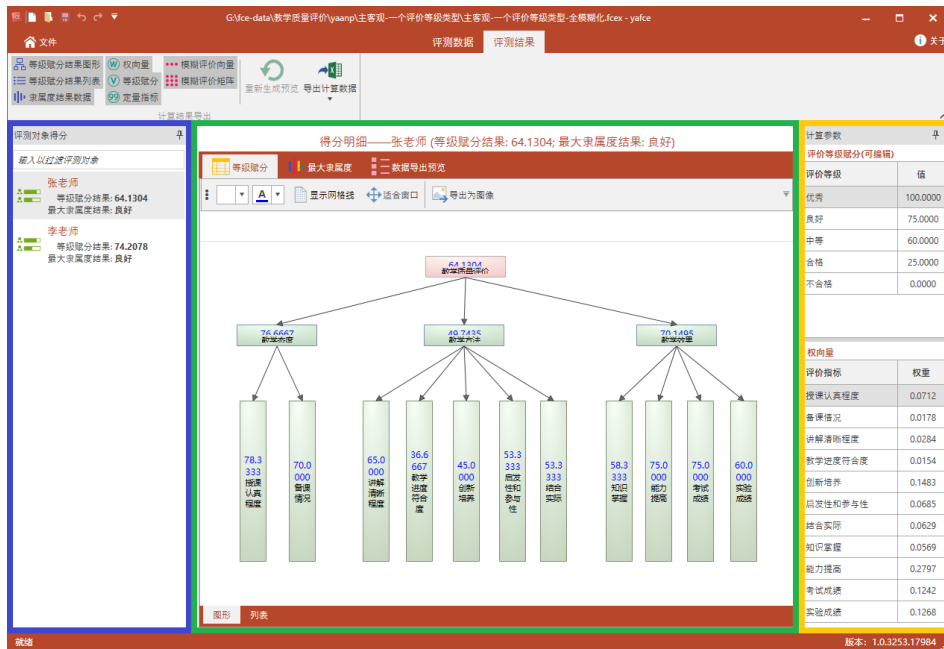 G:\fce-data\教学质量评价\yaanp\主客观-一个评价等级类型\主客观-一个评价等级类型-全模糊化.fcex - yafce
文件
评测数据 评测结果
关于
等级赋分结果图形 权向量 模糊评价向量
等级赋分结果列表 等级赋分 模糊评价矩阵
隶属度结果数据 定量指标
重新生成预览 导出计算数据
计算结果导出
评测对象得分
输入以过滤评测对象
张老师
等级赋分结果: 64.1304
最大隶属度结果: 良好
李老师
等级赋分结果: 74.2078
最大隶属度结果: 良好
得分明细——张老师 (等级赋分结果: 64.1304; 最大隶属度结果: 良好)
等级赋分 最大隶属度 数据导出预览
A 显示网格线 适合窗口 导出为图像
64.1304
教学质量评价
76.6667
教学态度
49.7435
教学方法
70.1495
教学效果
78.3
333
授课
认真
程度
70.0
000
备课
情况
65.0
000
讲解
清晰
程度
36.6
667
教学
进度
符合
度
45.0
000
创新
培养
53.3
333
启发
性和
参与
性
53.3
333
结合
实际
58.3
333
知识
掌握
75.0
000
能力
提高
75.0
000
考试
成绩
60.0
000
实验
成绩
图形 列表
计算参数
评价等级赋分(可编辑)
评价等级 值
优秀 100.0000
良好 75.0000
中等 60.0000
合格 25.0000
不合格 0.0000
权向量
评价指标 权重
授课认真程度 0.0712
备课情况 0.0178
讲解清晰程度 0.0284
教学进度符合度 0.0154
创新培养 0.1483
启发性和参与性 0.0685
结合实际 0.0629
知识掌握 0.0569
能力提高 0.2797
考试成绩 0.1242
实验成绩 0.1268
就绪
版本: 1.0.3253.17984